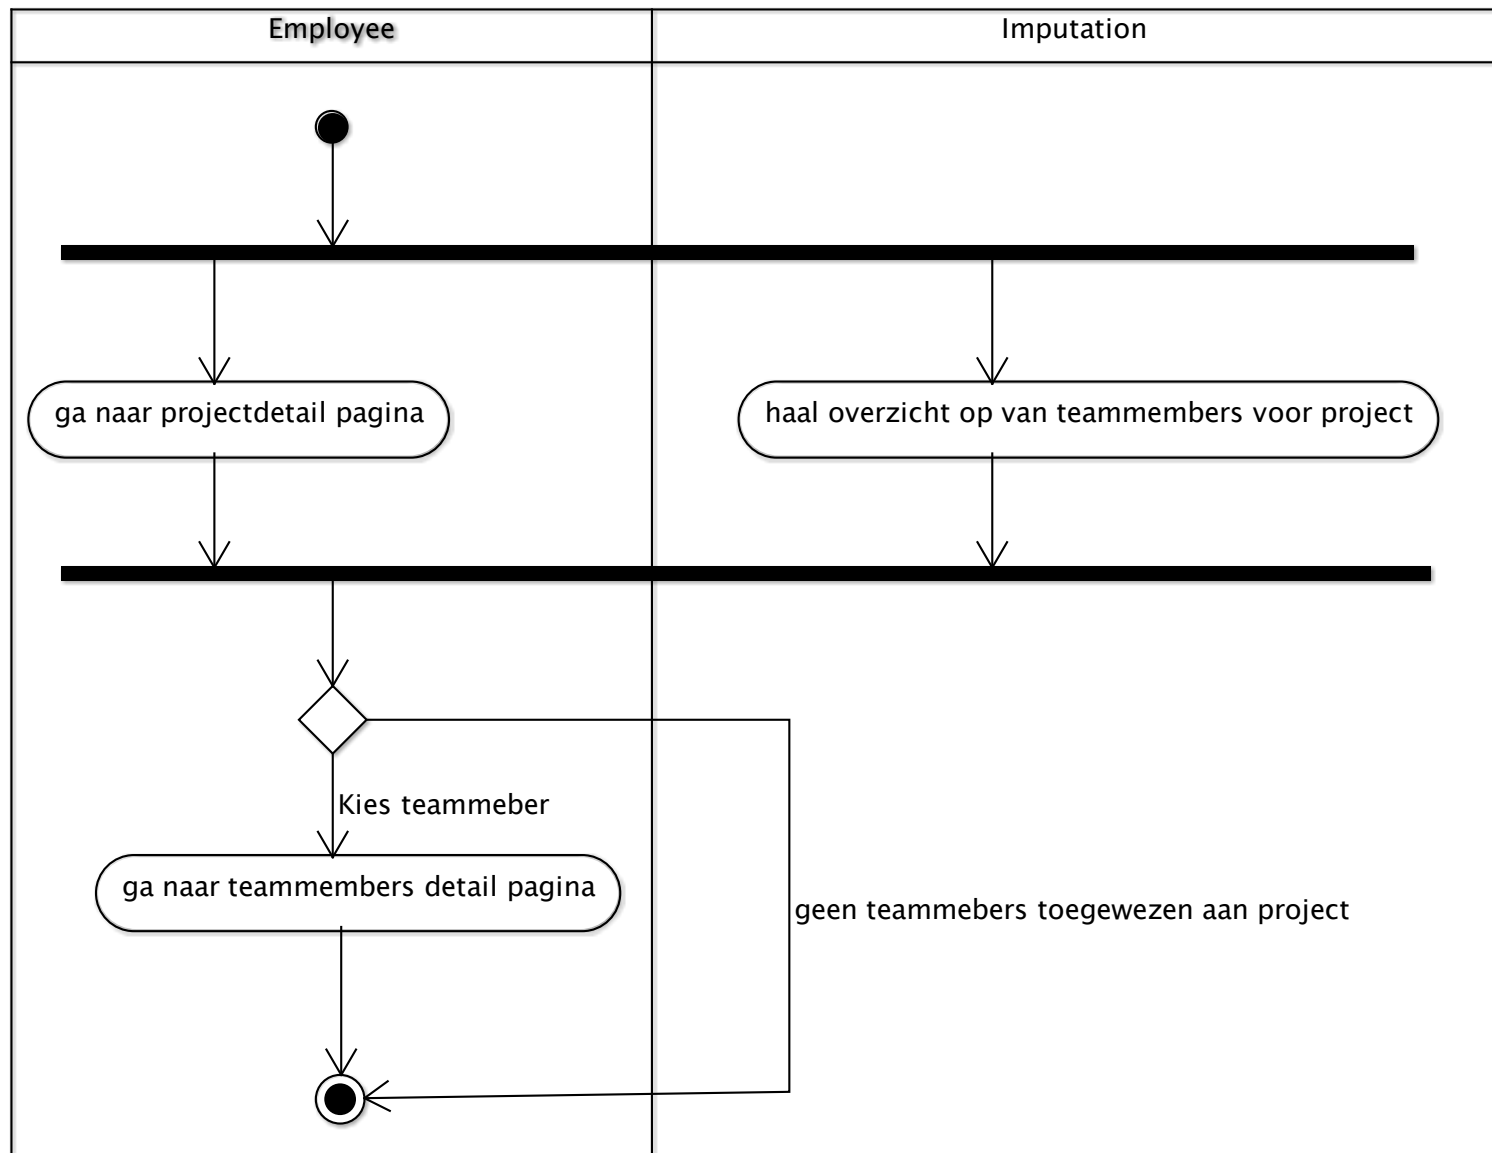 Employee
Imputation
ga naar projectdetail pagina
haal overzicht op van teammembers voor project
Kies teammeber
ga naar teammembers detail pagina
geen teammebers toegewezen aan project